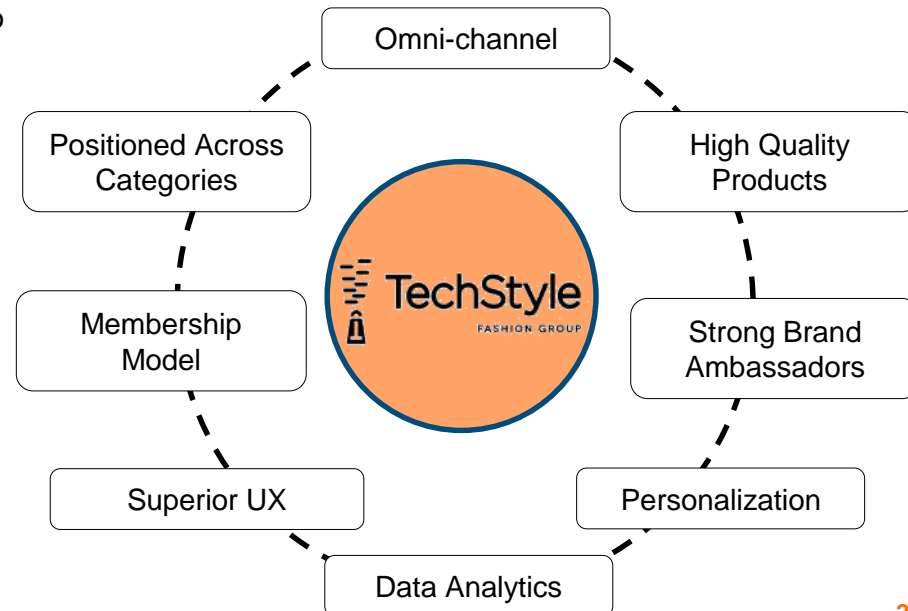 Omni-channel
Positioned Across
Categories
High Quality
Products
TechStyle
FASHION GROUP
Membership
Model
Strong Brand
Ambassadors
Superior UX
Personalization
Data Analytics